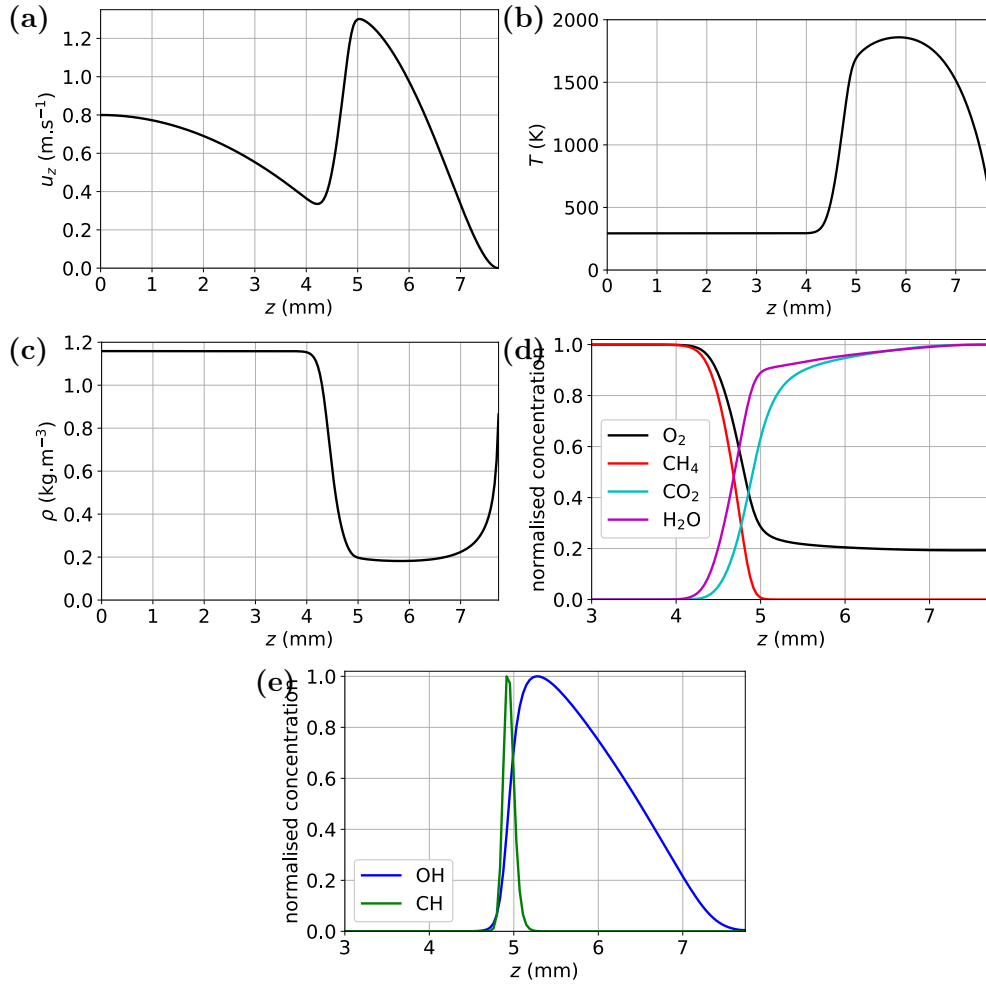 (a)
1.2
1.0
0.8
0.6
0.4
0.2
0.0
u_z (m.s⁻¹)
0 1 2 3 4 5 6 7
z (mm)
(b)
2000
1500
1000
500
0
T (K)
0 1 2 3 4 5 6 7
z (mm)
(c)
1.2
1.0
0.8
0.6
0.4
0.2
0.0
ρ (kg.m⁻³)
0 1 2 3 4 5 6 7
z (mm)
(d)
1.0
0.8
0.6
0.4
0.2
0.0
normalised concentration
O₂
CH₄
CO₂
H₂O
3 4 5 6 7
z (mm)
(e)
1.0
0.8
0.6
0.4
0.2
0.0
normalised concentration
OH
CH
3 4 5 6 7
z (mm)